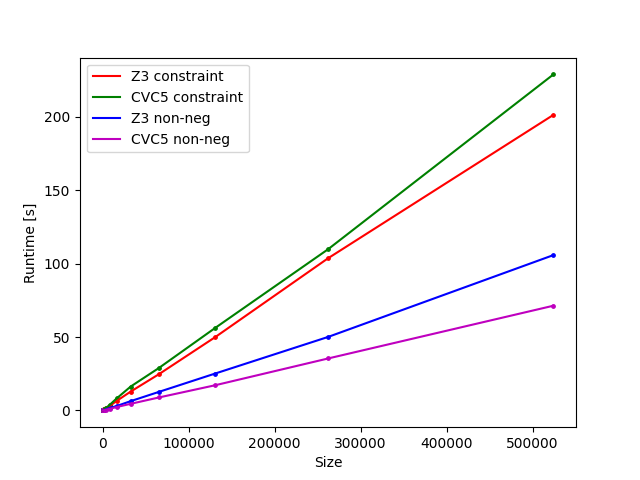 Z3 constraint
CVC5 constraint
Z3 non-neg
CVC5 non-neg
200
150
100
50
0
Runtime [s]
0 100000 200000 300000 400000 500000
Size